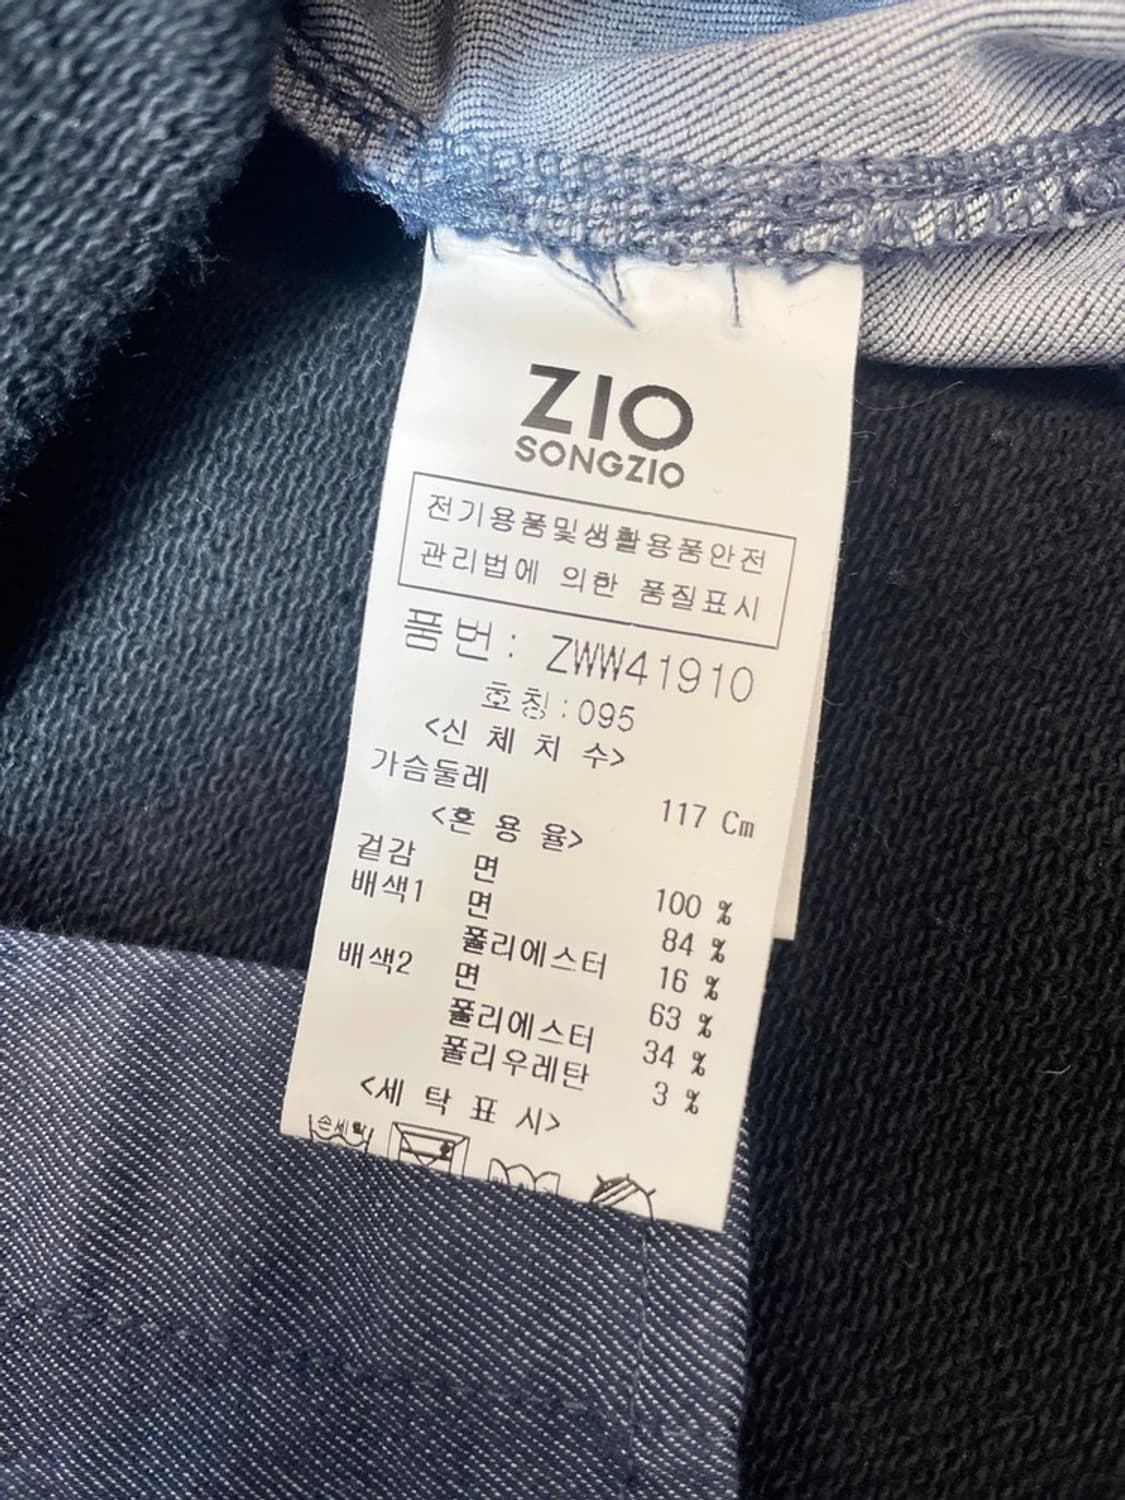 ZIO
SONGZIO
전기용품및생활용품안전
관리법에 의한 품질표시
품번: ZWW41910
호칭:095
<신 체 치 수>
가슴둘레 117 Cm
<혼 용 율>
겉감 면 100 %
배색1 면 84 %
폴리에스터 16 %
배색2 면 63 %
폴리에스터 34 %
폴리우레탄 3 %
<세 탁 표 시>
손세탁